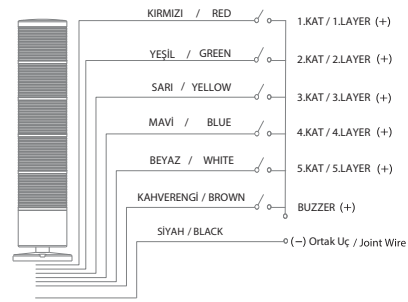 KIRMIZI / RED 1.KAT / 1.LAYER (+)
YEŞİL / GREEN 2.KAT / 2.LAYER (+)
SARI / YELLOW 3.KAT / 3.LAYER (+)
MAVİ / BLUE 4.KAT / 4.LAYER (+)
BEYAZ / WHITE 5.KAT / 5.LAYER (+)
KAHVERENGİ / BROWN BUZZER (+)
SİYAH / BLACK (−) Ortak Uç / Joint Wire